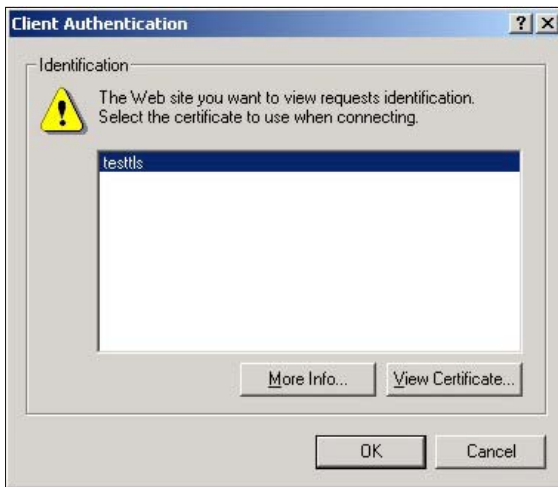 Client Authentication
Identification
The Web site you want to view requests identification.
Select the certificate to use when connecting.
testtls
More Info... View Certificate...
OK Cancel